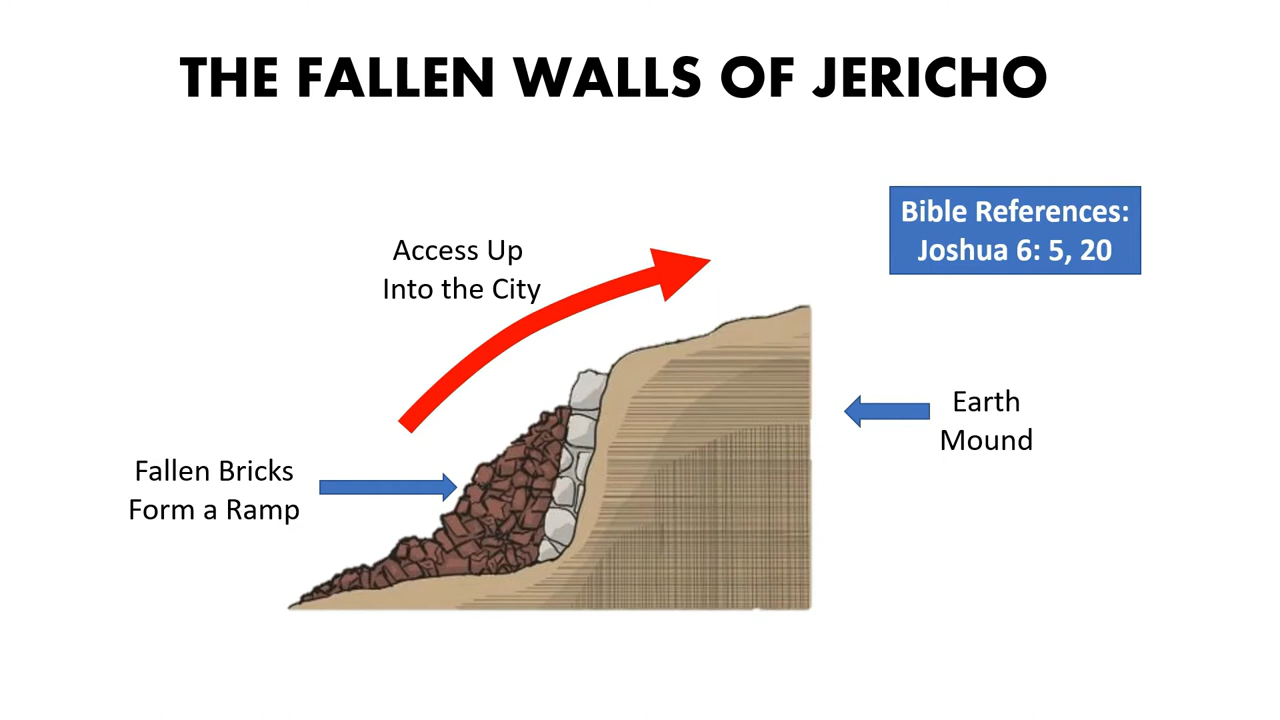 THE FALLEN WALLS OF JERICHO
Bible References:
Joshua 6: 5, 20
Access Up
Into the City
Earth
Mound
Fallen Bricks
Form a Ramp